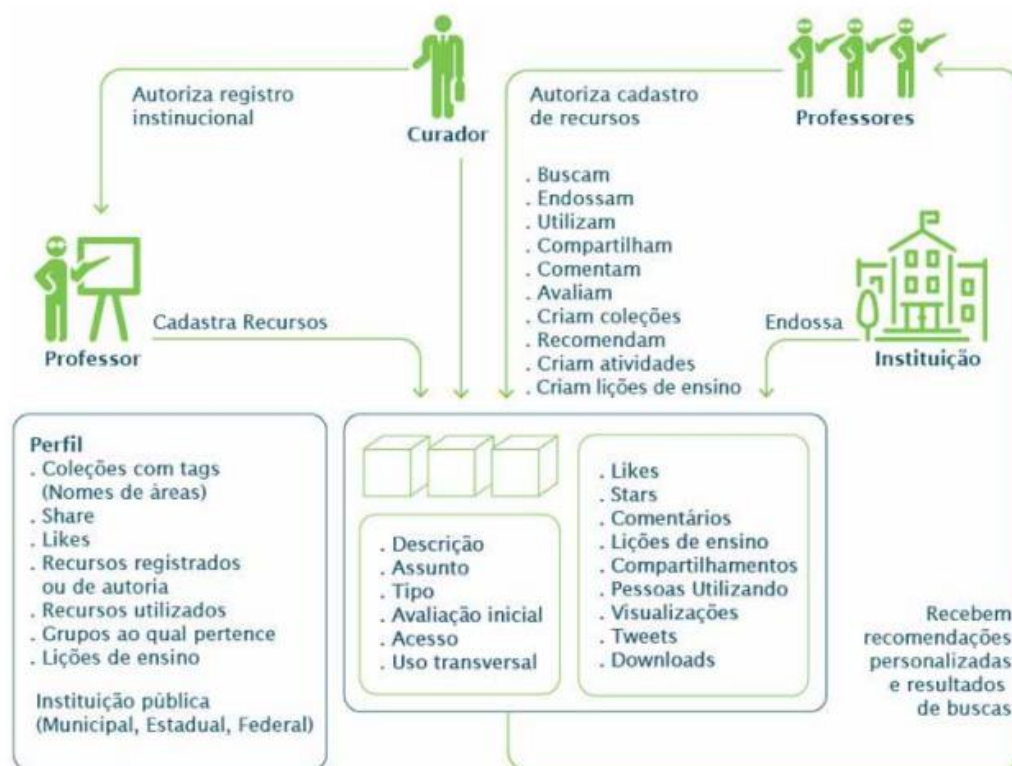 Autoriza registro
instinucional
Curador
Autoriza cadastro
de recursos
Professores
. Buscam
. Endossam
. Utilizam
. Compartilham
. Comentam
. Avaliam
. Criam coleções
. Recomendam
. Criam atividades
. Criam lições de ensino
Professor
Cadastra Recursos
Endossa
Instituição
Perfil
. Coleções com tags
(Nomes de áreas)
. Share
. Likes
. Recursos registrados
ou de autoria
. Recursos utilizados
. Grupos ao qual pertence
. Lições de ensino
Instituição pública
(Municipal, Estadual, Federal)
. Descrição
. Assunto
. Tipo
. Avaliação inicial
. Acesso
. Uso transversal
. Likes
. Stars
. Comentários
. Lições de ensino
. Compartilhamentos
. Pessoas Utilizando
. Visualizações
. Tweets
. Downloads
Recebem
recomendações
personalizadas
e resultados
de buscas